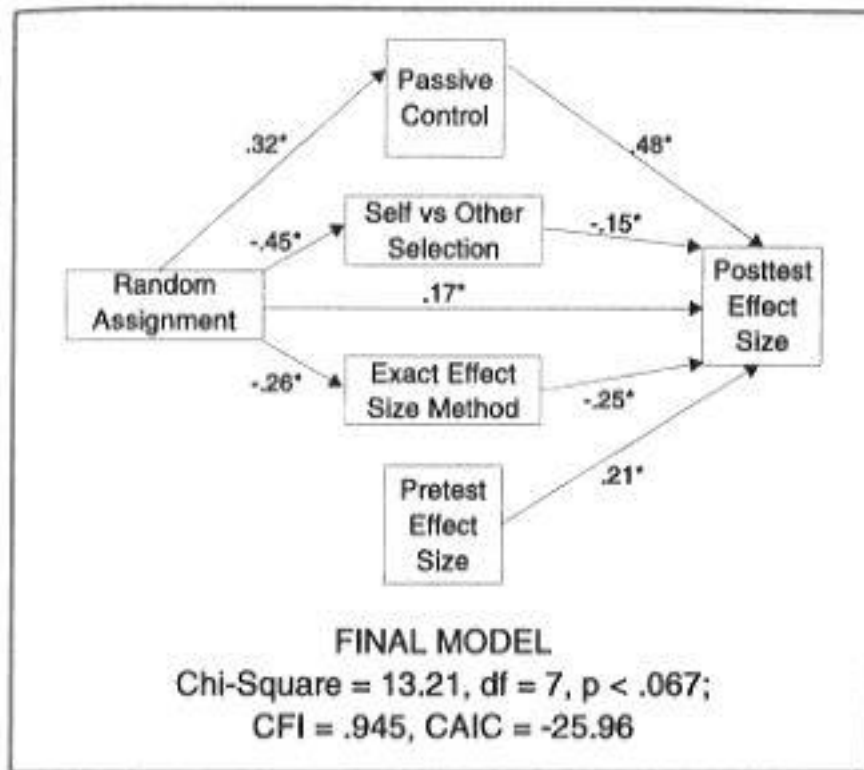 Passive
Control
.32*
.48*
Self vs Other
Selection
-.45*
-.15*
Random
Assignment
.17*
Posttest
Effect
Size
-.26*
Exact Effect
Size Method
-.25*
Pretest
Effect
Size
.21*
FINAL MODEL
Chi-Square = 13.21, df = 7, p < .067;
CFI = .945, CAIC = -25.96